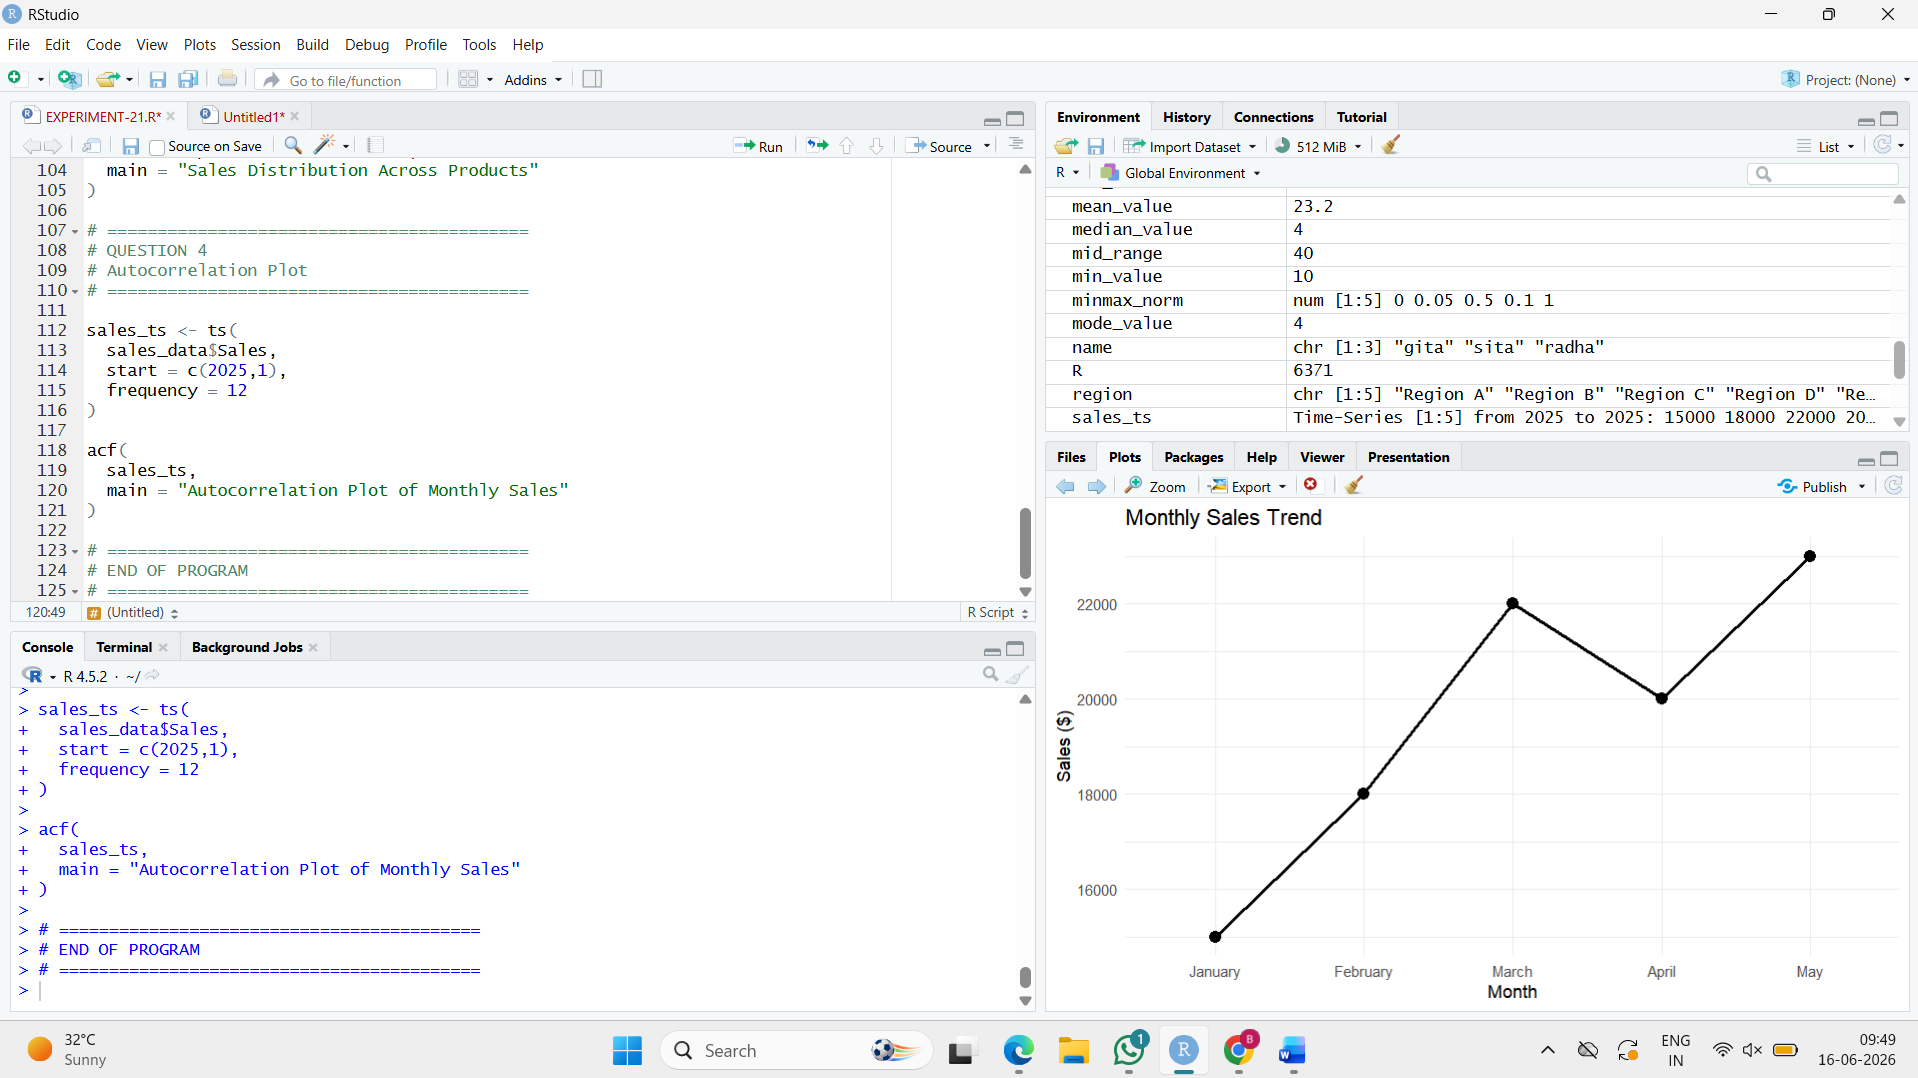 RStudio
File Edit Code View Plots Session Build Debug Profile Tools Help
Go to file/function Addins Project: (None)
EXPERIMENT-21.R* Untitled1*
Source on Save Run Source
104 main = "Sales Distribution Across Products"
105 )
106
107 # ==========================================
108 # QUESTION 4
109 # Autocorrelation Plot
110 # ==========================================
111
112 sales_ts <- ts(
113 sales_data$Sales,
114 start = c(2025,1),
115 frequency = 12
116 )
117
118 acf(
119 sales_ts,
120 main = "Autocorrelation Plot of Monthly Sales"
121 )
122
123 # ==========================================
124 # END OF PROGRAM
125 # ==========================================
120:49 # (Untitled) R Script
Console Terminal Background Jobs
R R 4.5.2 · ~/
>
> sales_ts <- ts(
+ sales_data$Sales,
+ start = c(2025,1),
+ frequency = 12
+ )
>
> acf(
+ sales_ts,
+ main = "Autocorrelation Plot of Monthly Sales"
+ )
>
> # ==========================================
> # END OF PROGRAM
> # ==========================================
>
Environment History Connections Tutorial
Import Dataset 512 MiB List
R Global Environment
mean_value 23.2
median_value 4
mid_range 40
min_value 10
minmax_norm num [1:5] 0 0.05 0.5 0.1 1
mode_value 4
name chr [1:3] "gita" "sita" "radha"
R 6371
region chr [1:5] "Region A" "Region B" "Region C" "Region D" "Re…
sales_ts Time-Series [1:5] from 2025 to 2025: 15000 18000 22000 20…
Files Plots Packages Help Viewer Presentation
Zoom Export Publish
Monthly Sales Trend
Sales ($)
22000
20000
18000
16000
January February March April May
Month
32°C
Sunny
Search
1
R
B
W
ENG
IN
09:49
16-06-2026